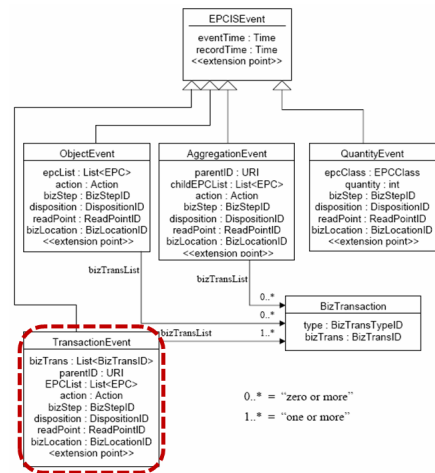 EPCISEvent
eventTime : Time
recordTime : Time
<<extension point>>
ObjectEvent
epcList : List<EPC>
action : Action
bizStep : BizStepID
disposition : DispositionID
readPoint : ReadPointID
bizLocation : BizLocationID
<<extension point>>
AggregationEvent
parentID : URI
childEPCList : List<EPC>
action : Action
bizStep : BizStepID
disposition : DispositionID
readPoint : ReadPointID
bizLocation : BizLocationID
<<extension point>>
QuantityEvent
epcClass : EPCClass
quantity : int
bizStep : BizStepID
disposition : DispositionID
readPoint : ReadPointID
bizLocation : BizLocationID
<<extension point>>
bizTransList
bizTransList
0..*
0..*
bizTransList
1..*
BizTransaction
type : BizTransTypeID
bizTrans : BizTransID
TransactionEvent
bizTrans : List<BizTransID>
parentID : URI
EPCList : List<EPC>
action : Action
bizStep : BizStepID
disposition : DispositionID
readPoint : ReadPointID
bizLocation : BizLocationID
<extension point>>
0..* = “zero or more”
1..* = “one or more”